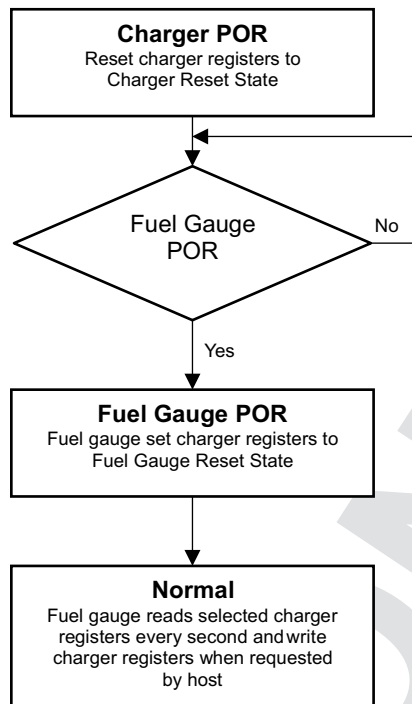 Charger POR
Reset charger registers to
Charger Reset State
Fuel Gauge
POR
No
Yes
Fuel Gauge POR
Fuel gauge set charger registers to
Fuel Gauge Reset State
Normal
Fuel gauge reads selected charger
registers every second and write
charger registers when requested
by host